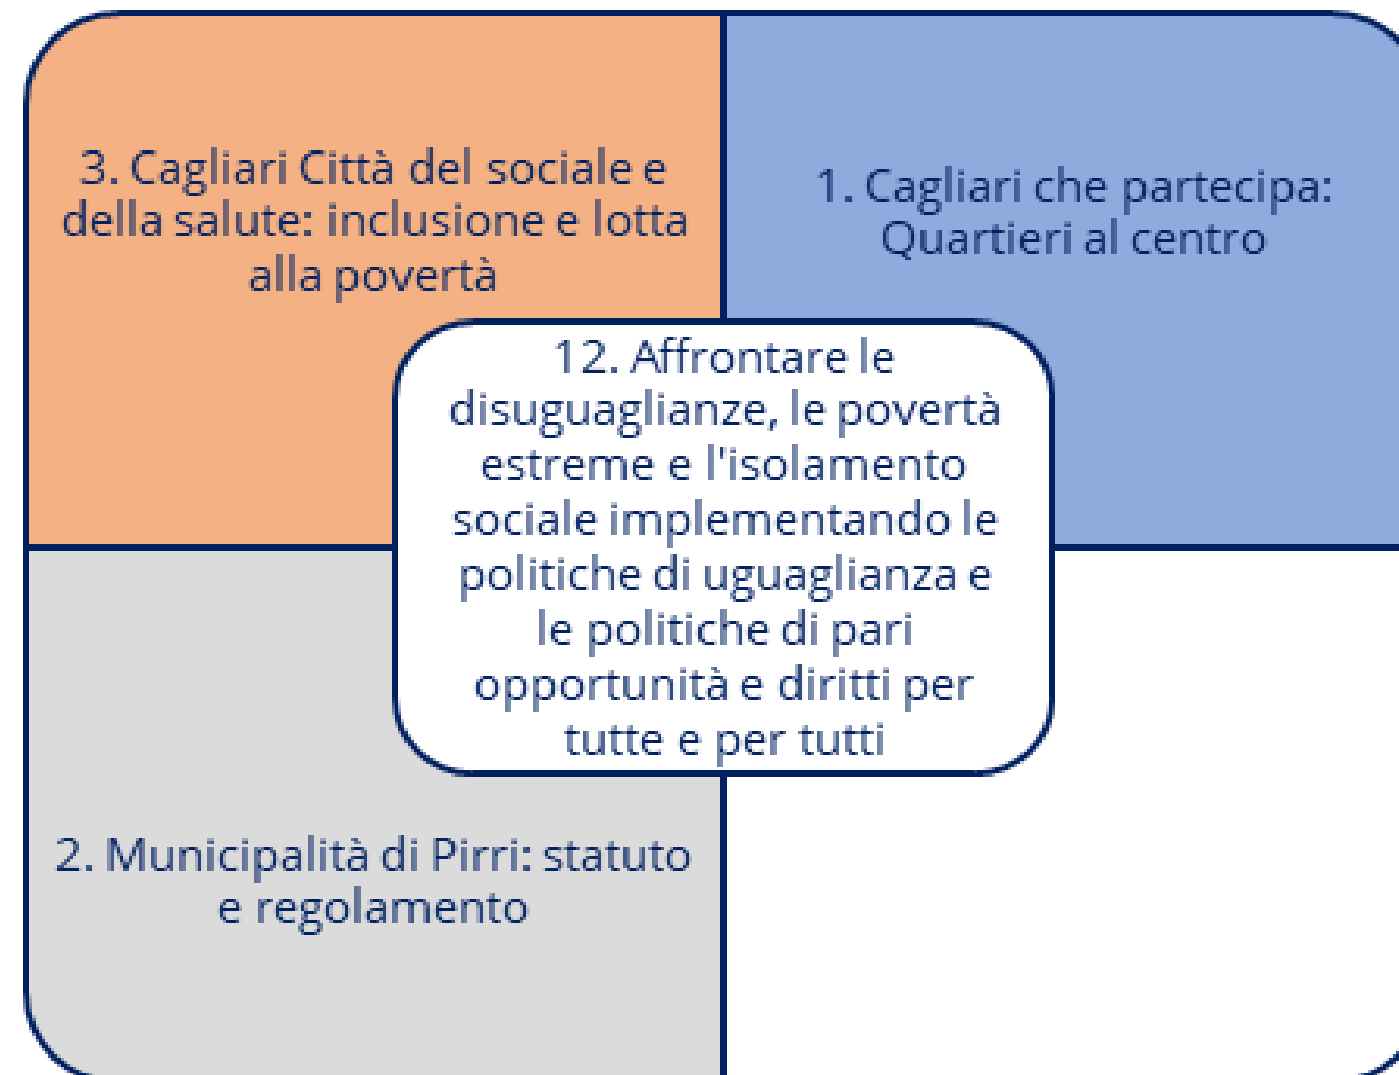 3. Cagliari Città del sociale e
della salute: inclusione e lotta
alla povertà
1. Cagliari che partecipa:
Quartieri al centro
12. Affrontare le
disuguaglianze, le povertà
estreme e l'isolamento
sociale implementando le
politiche di uguaglianza e
le politiche di pari
opportunità e diritti per
tutte e per tutti
2. Municipalità di Pirri: statuto
e regolamento